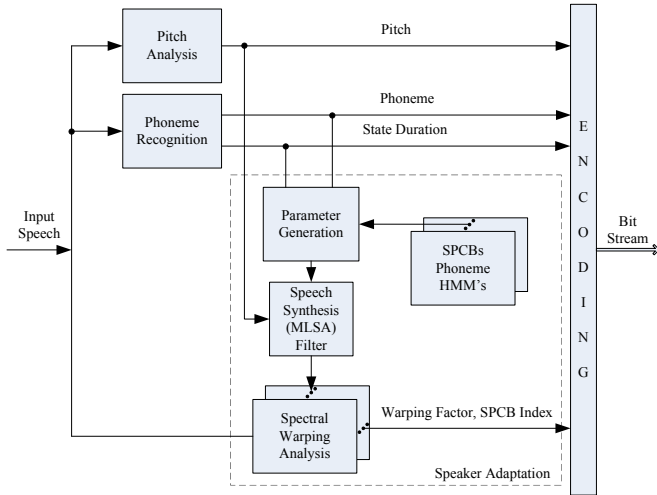 Pitch
Analysis
Pitch
Phoneme
Recognition
Phoneme
State Duration
E
N
C
O
D
I
N
G
Input
Speech
Parameter
Generation
SPCBs
Phoneme
HMM's
Bit
Stream
Speech
Synthesis
(MLSA)
Filter
Spectral
Warping
Analysis
Warping Factor, SPCB Index
Speaker Adaptation